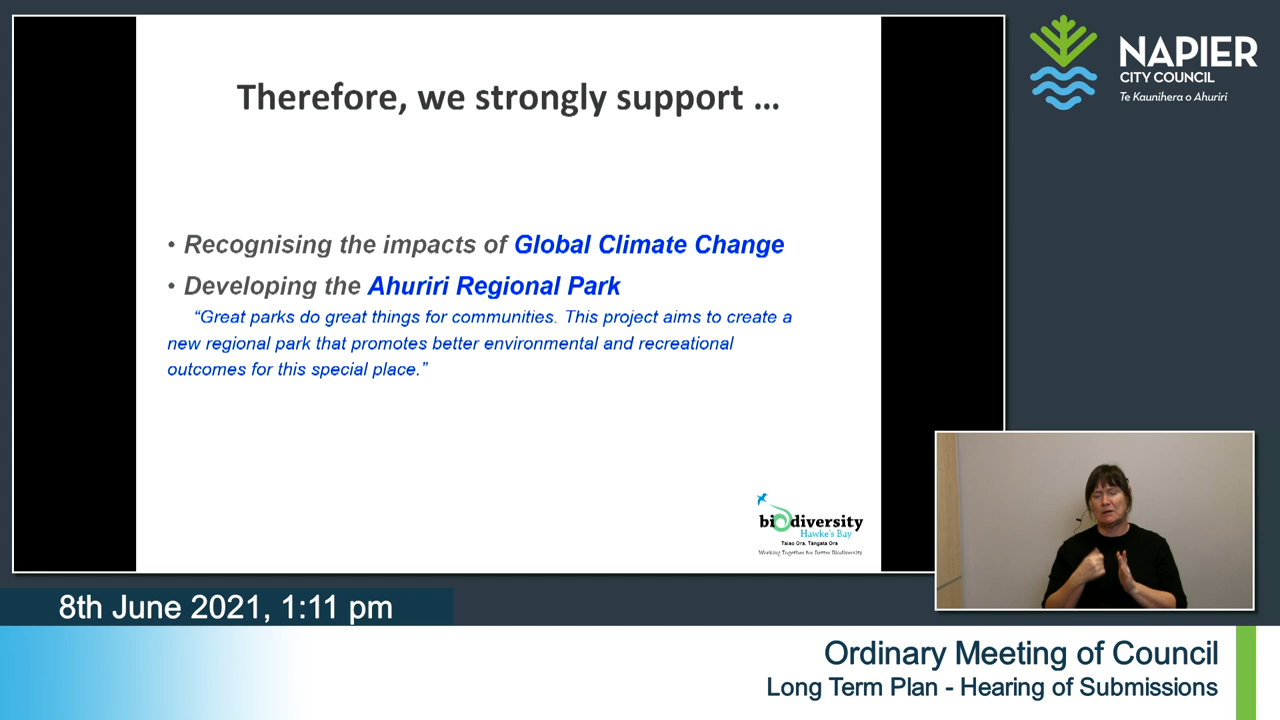 Therefore, we strongly support ...
• Recognising the impacts of Global Climate Change
• Developing the Ahuriri Regional Park
“Great parks do great things for communities. This project aims to create a
new regional park that promotes better environmental and recreational
outcomes for this special place.”
biodiversity
Hawke's Bay
Taiao Ora, Tangata Ora
Working Together for Better Biodiversity
NAPIER
CITY COUNCIL
Te Kaunihera o Ahuriri
8th June 2021, 1:11 pm
Ordinary Meeting of Council
Long Term Plan - Hearing of Submissions